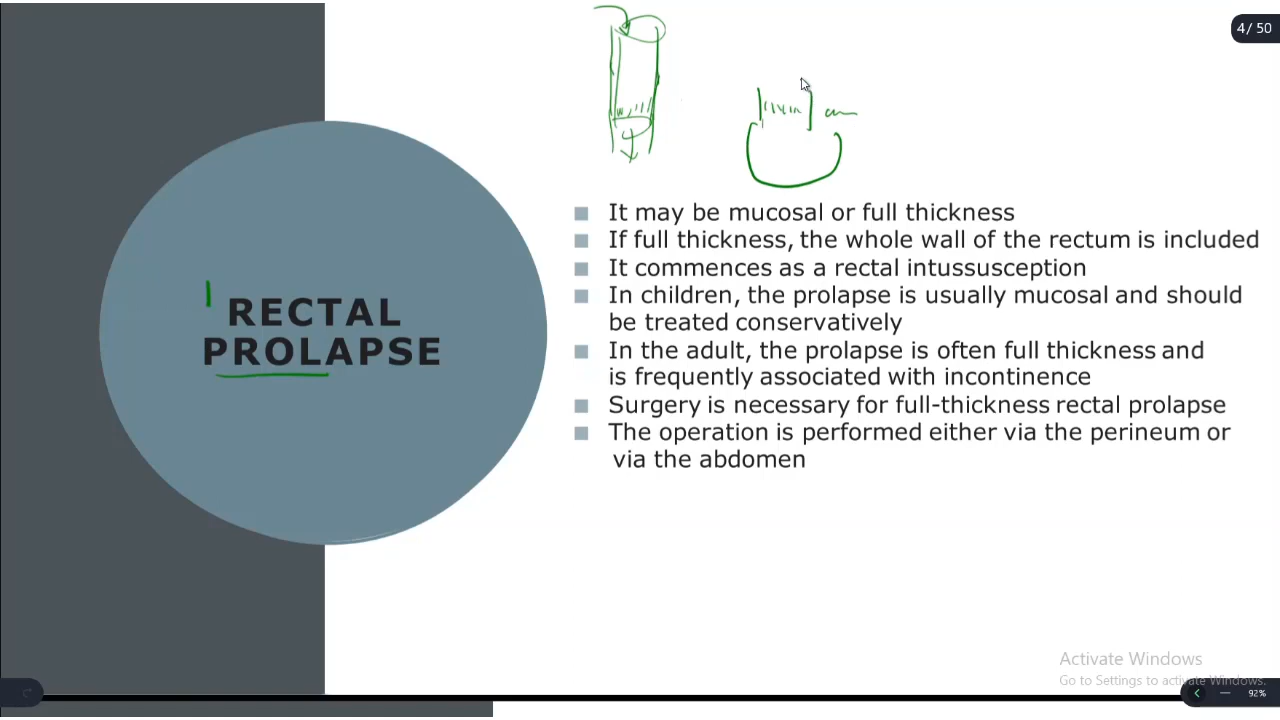 4/ 50
RECTAL
PROLAPSE
It may be mucosal or full thickness
If full thickness, the whole wall of the rectum is included
It commences as a rectal intussusception
In children, the prolapse is usually mucosal and should
be treated conservatively
In the adult, the prolapse is often full thickness and
is frequently associated with incontinence
Surgery is necessary for full-thickness rectal prolapse
The operation is performed either via the perineum or
via the abdomen
Activate Windows
Go to Settings to activate Windows.
92%